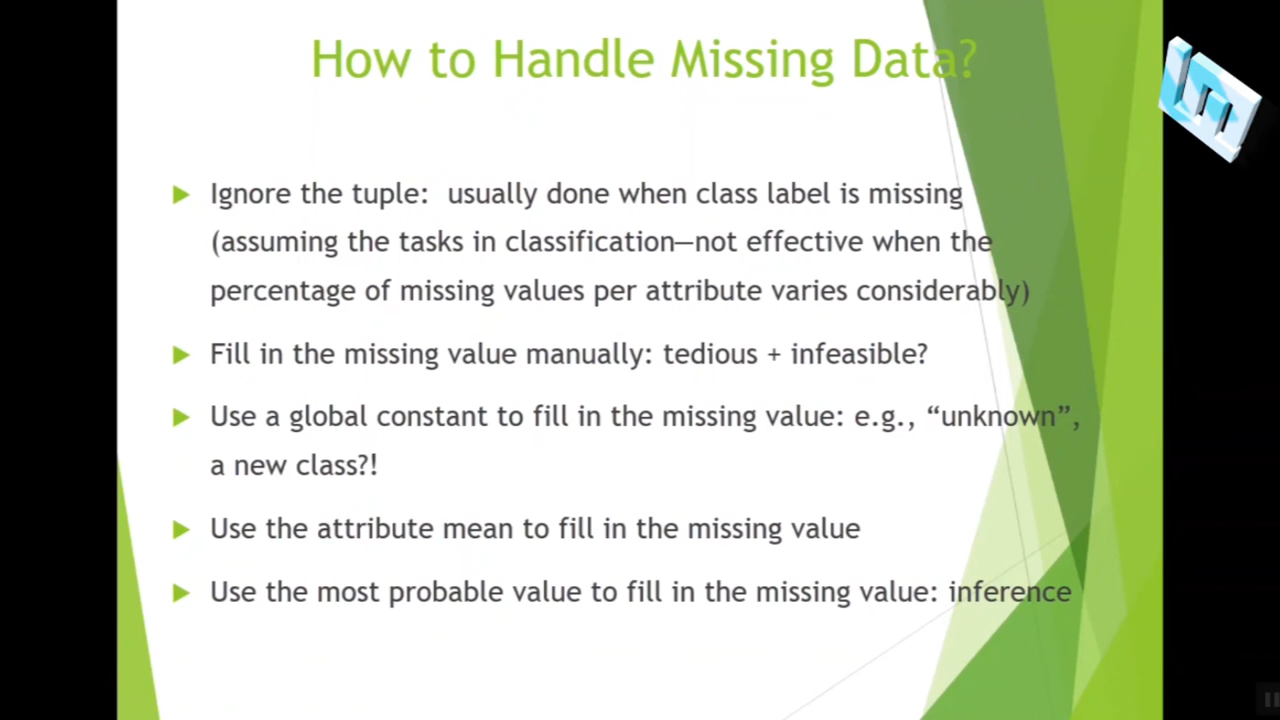 How to Handle Missing Data?
Ignore the tuple: usually done when class label is missing
(assuming the tasks in classification—not effective when the
percentage of missing values per attribute varies considerably)
Fill in the missing value manually: tedious + infeasible?
Use a global constant to fill in the missing value: e.g., “unknown”,
a new class?!
Use the attribute mean to fill in the missing value
Use the most probable value to fill in the missing value: inference